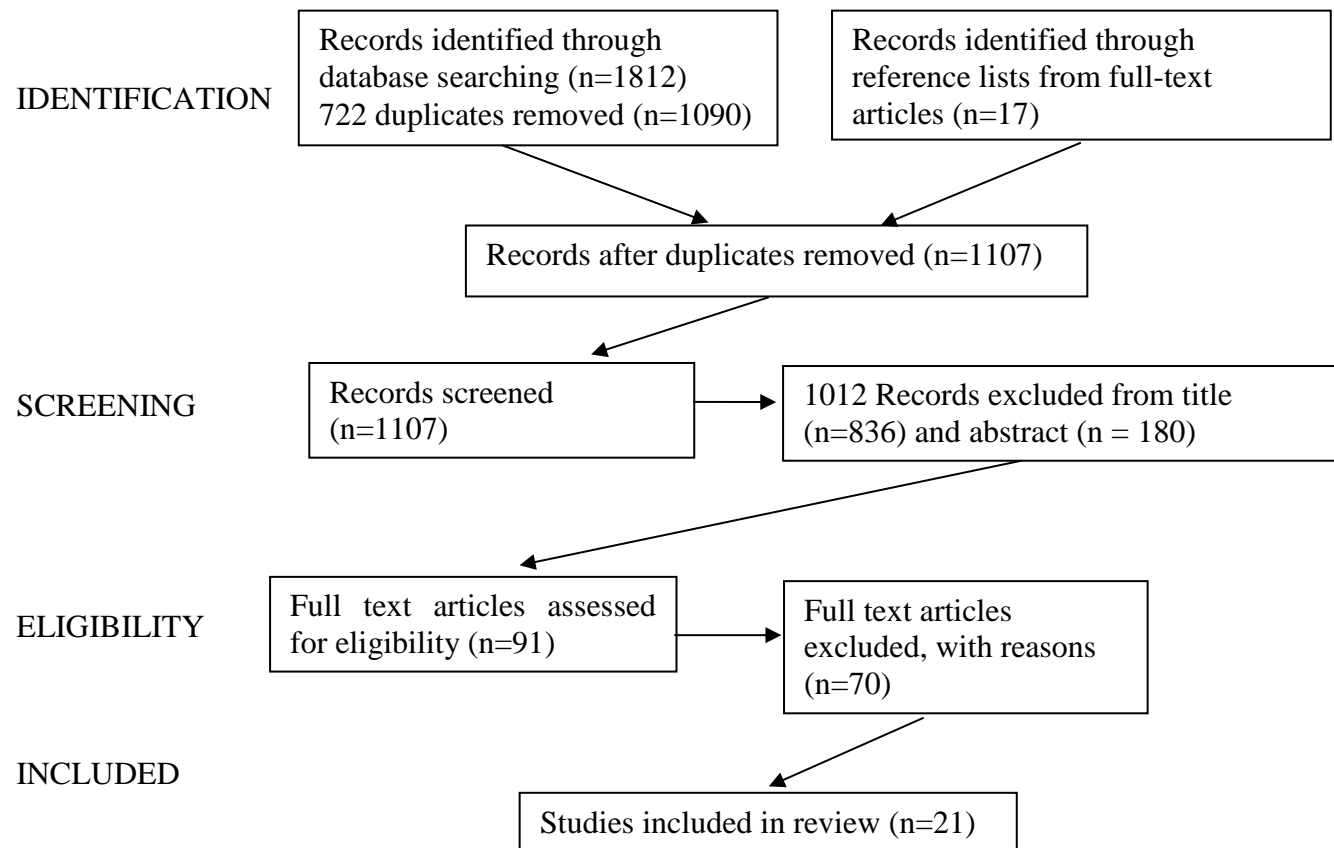 Records identified through
database searching (n=1812)
722 duplicates removed (n=1090)
Records identified through
reference lists from full-text
articles (n=17)
IDENTIFICATION
Records after duplicates removed (n=1107)
SCREENING
Records screened
(n=1107)
1012 Records excluded from title
(n=836) and abstract (n = 180)
ELIGIBILITY
Full text articles assessed
for eligibility (n=91)
Full text articles
excluded, with reasons
(n=70)
INCLUDED
Studies included in review (n=21)